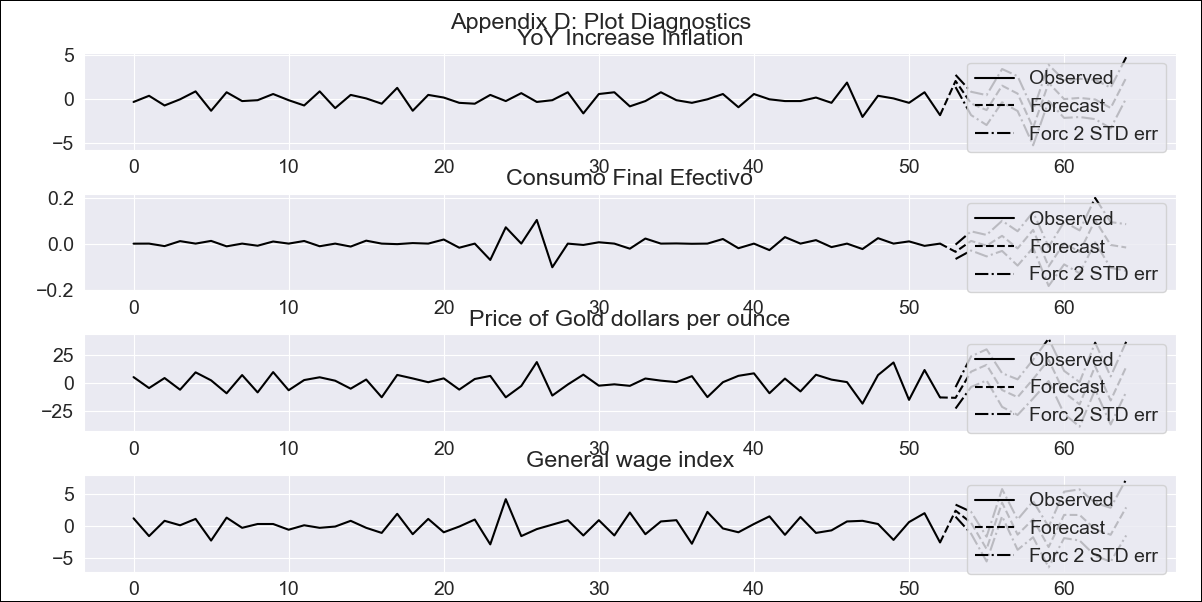 Appendix D: Plot Diagnostics
YoY Increase Inflation
5
0
−5
Observed
Forecast
Forc 2 STD err
0 10 20 30 40 50 60
Consumo Final Efectivo
0.2
0.0
−0.2
Observed
Forecast
Forc 2 STD err
0 10 20 30 40 50 60
Price of Gold dollars per ounce
25
0
−25
Observed
Forecast
Forc 2 STD err
0 10 20 30 40 50 60
General wage index
5
0
−5
Observed
Forecast
Forc 2 STD err
0 10 20 30 40 50 60